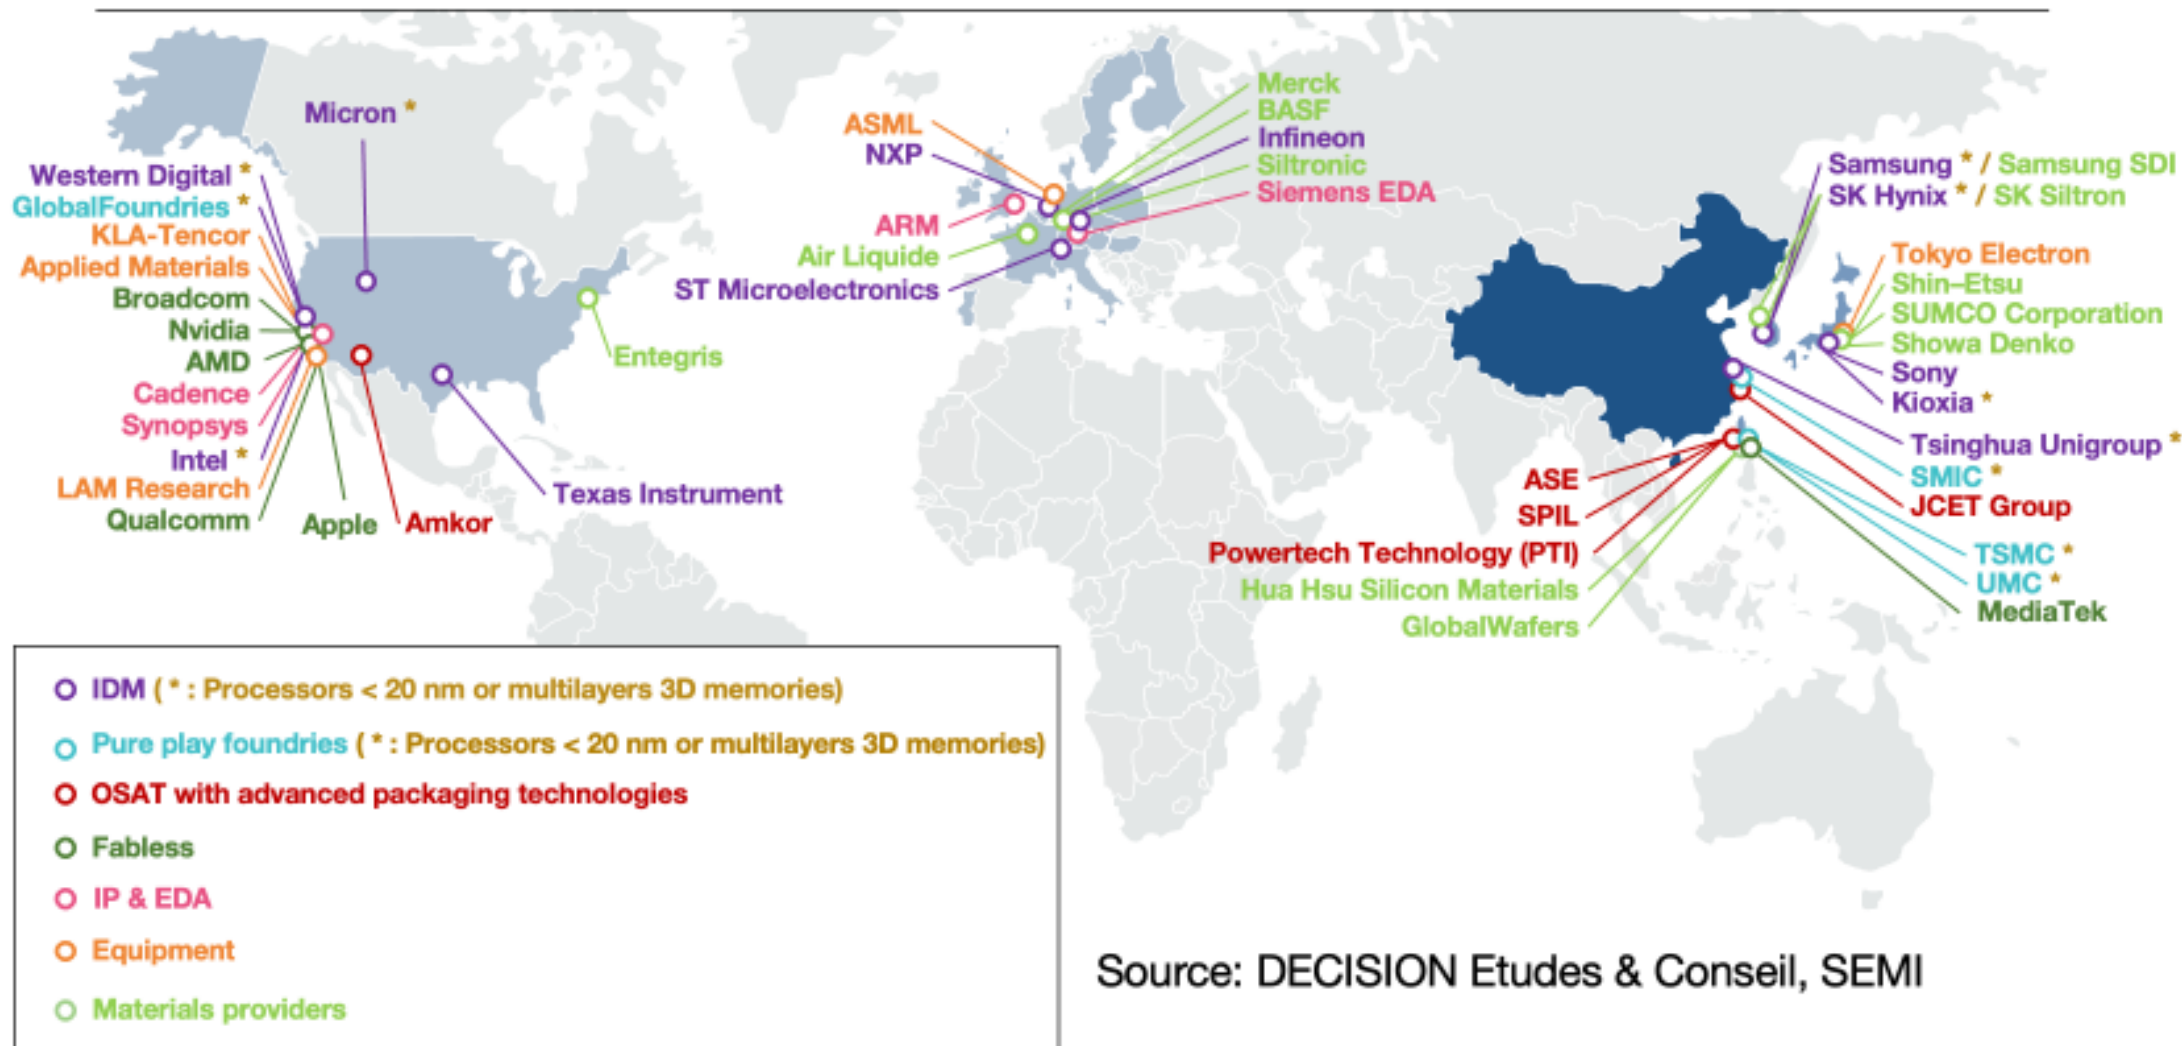 Micron *
Western Digital *
GlobalFoundries *
KLA-Tencor
Applied Materials
Broadcom
Nvidia
AMD
Cadence
Synopsys
Intel *
LAM Research
Qualcomm
Apple
Amkor
Texas Instrument
Entegris
ASML
NXP
ARM
Air Liquide
ST Microelectronics
Merck
BASF
Infineon
Siltronic
Siemens EDA
Samsung * / Samsung SDI
SK Hynix * / SK Siltron
Tokyo Electron
Shin–Etsu
SUMCO Corporation
Showa Denko
Sony
Kioxia *
Tsinghua Unigroup *
SMIC *
JCET Group
TSMC *
UMC *
MediaTek
ASE
SPIL
Powertech Technology (PTI)
Hua Hsu Silicon Materials
GlobalWafers
IDM ( * : Processors < 20 nm or multilayers 3D memories)
Pure play foundries ( * : Processors < 20 nm or multilayers 3D memories)
OSAT with advanced packaging technologies
Fabless
IP & EDA
Equipment
Materials providers
Source: DECISION Etudes & Conseil, SEMI